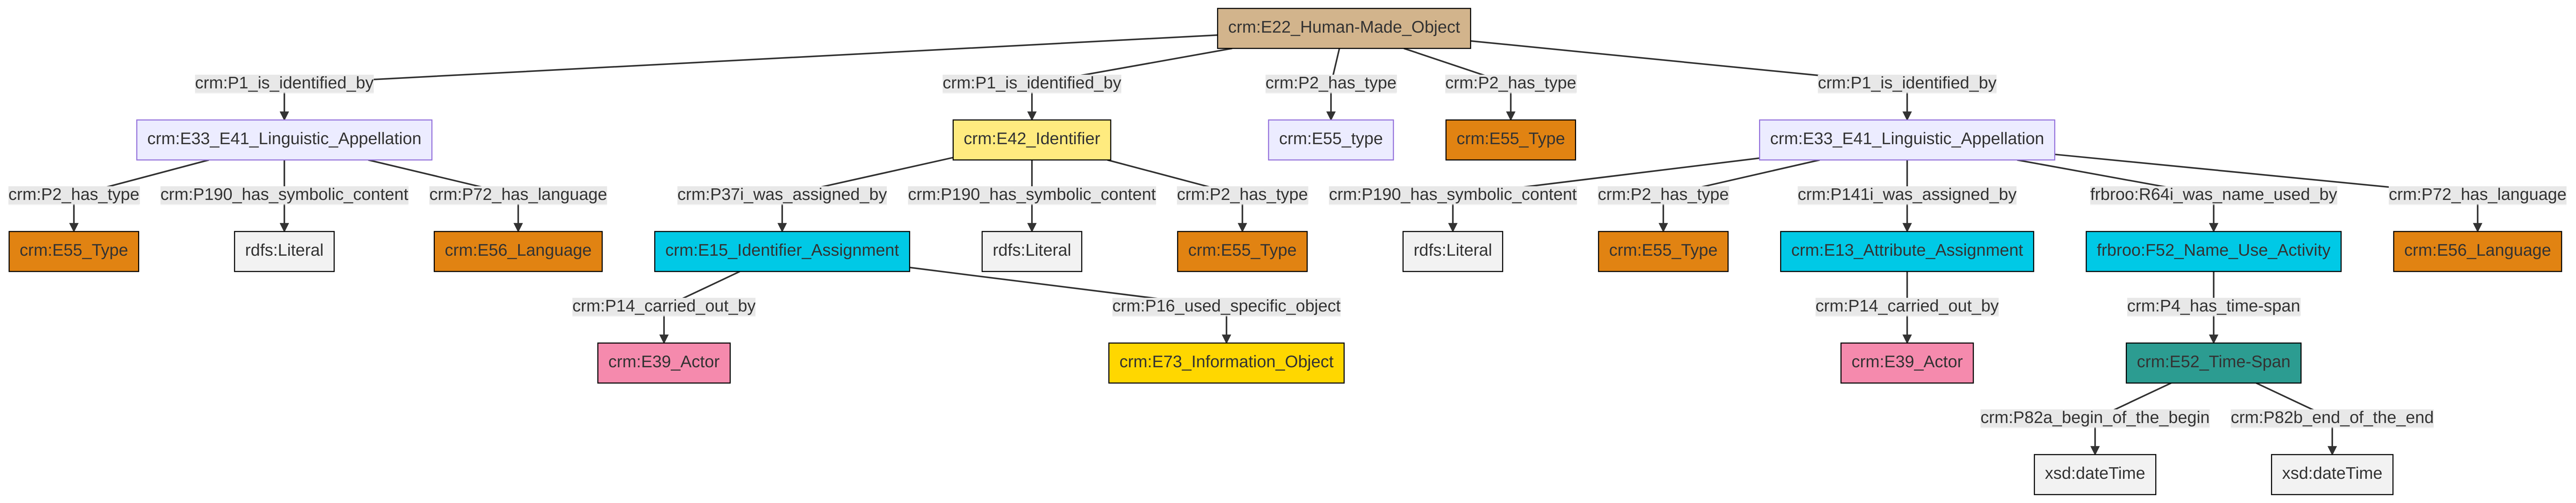 crm:E22_Human-Made_Object
crm:P1_is_identified_by
crm:P1_is_identified_by
crm:P2_has_type
crm:P2_has_type
crm:P1_is_identified_by
crm:E33_E41_Linguistic_Appellation
crm:E42_Identifier
crm:E55_type
crm:E55_Type
crm:E33_E41_Linguistic_Appellation
crm:P2_has_type
crm:P190_has_symbolic_content
crm:P72_has_language
crm:P37i_was_assigned_by
crm:P190_has_symbolic_content
crm:P2_has_type
crm:P190_has_symbolic_content
crm:P2_has_type
crm:P141i_was_assigned_by
frbroo:R64i_was_name_used_by
crm:P72_has_language
crm:E55_Type
rdfs:Literal
crm:E56_Language
crm:E15_Identifier_Assignment
rdfs:Literal
crm:E55_Type
rdfs:Literal
crm:E55_Type
crm:E13_Attribute_Assignment
frbroo:F52_Name_Use_Activity
crm:E56_Language
crm:P14_carried_out_by
crm:P16_used_specific_object
crm:P14_carried_out_by
crm:P4_has_time-span
crm:E39_Actor
crm:E73_Information_Object
crm:E39_Actor
crm:E52_Time-Span
crm:P82a_begin_of_the_begin
crm:P82b_end_of_the_end
xsd:dateTime
xsd:dateTime